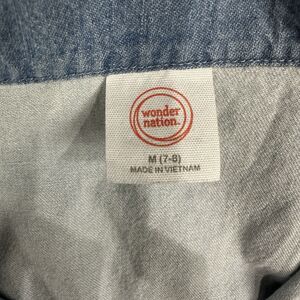 wonder
nation.
M (7-8)
MADE IN VIETNAM